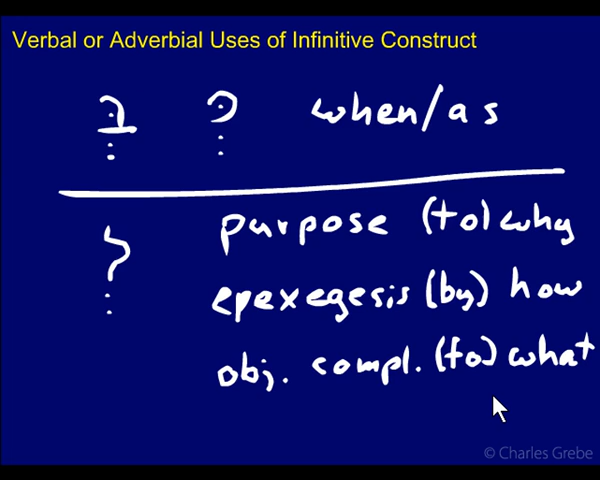 Verbal or Adverbial Uses of Infinitive Construct
בְּ כְּ when/as
לְ purpose (to) why
epexegesis (by) how
obj. compl. (to) what
© Charles Grebe